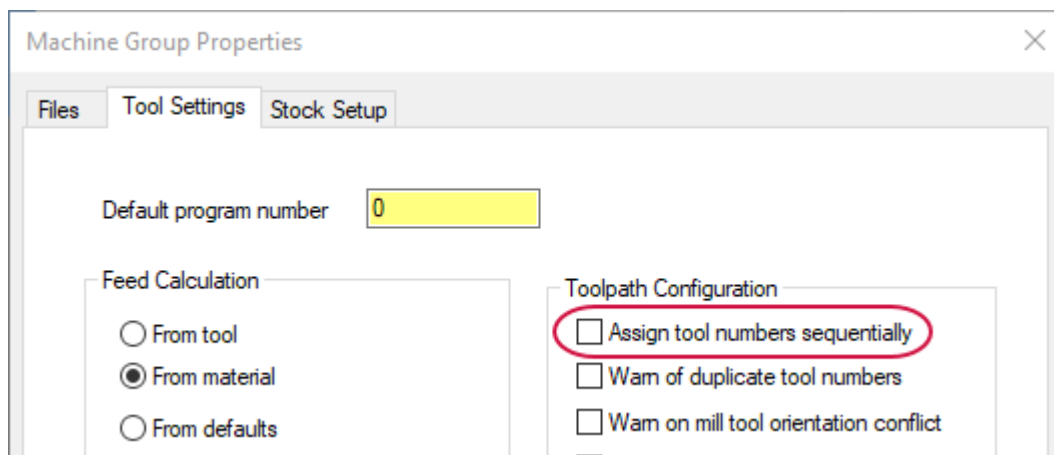 Machine Group Properties
Files Tool Settings Stock Setup
Default program number 0
Feed Calculation
From tool
From material
From defaults
Toolpath Configuration
Assign tool numbers sequentially
Warn of duplicate tool numbers
Warn on mill tool orientation conflict